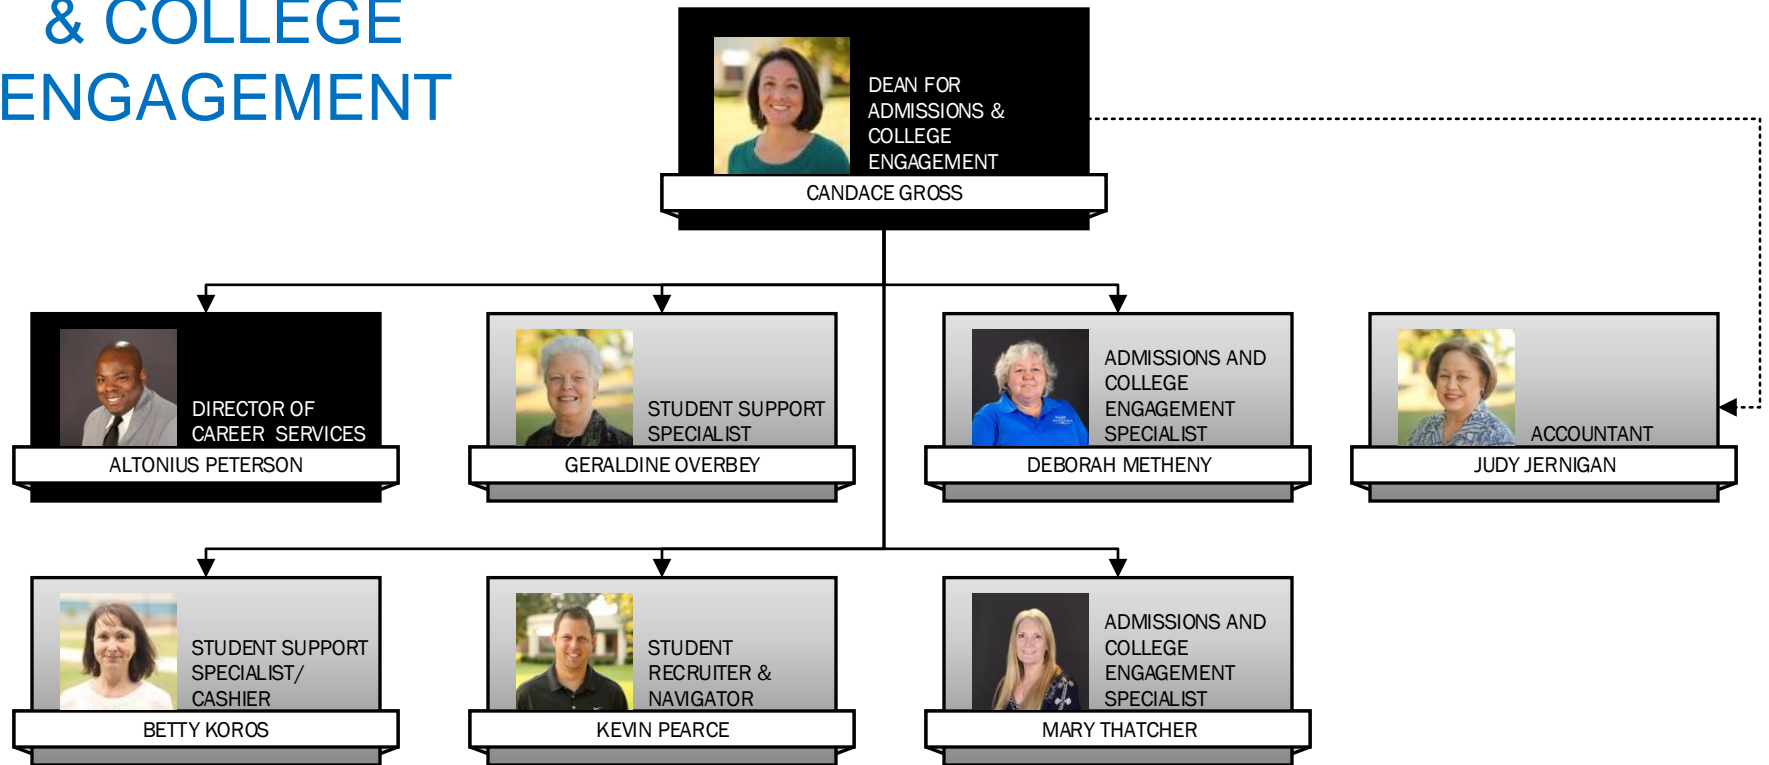 & COLLEGE
ENGAGEMENT
DEAN FOR
ADMISSIONS &
COLLEGE
ENGAGEMENT
CANDACE GROSS
DIRECTOR OF
CAREER SERVICES
ALTONIUS PETERSON
STUDENT SUPPORT
SPECIALIST
GERALDINE OVERBEY
ADMISSIONS AND
COLLEGE
ENGAGEMENT
SPECIALIST
DEBORAH METHENY
ACCOUNTANT
JUDY JERNIGAN
STUDENT SUPPORT
SPECIALIST/
CASHIER
BETTY KOROS
STUDENT
RECRUITER &
NAVIGATOR
KEVIN PEARCE
ADMISSIONS AND
COLLEGE
ENGAGEMENT
SPECIALIST
MARY THATCHER